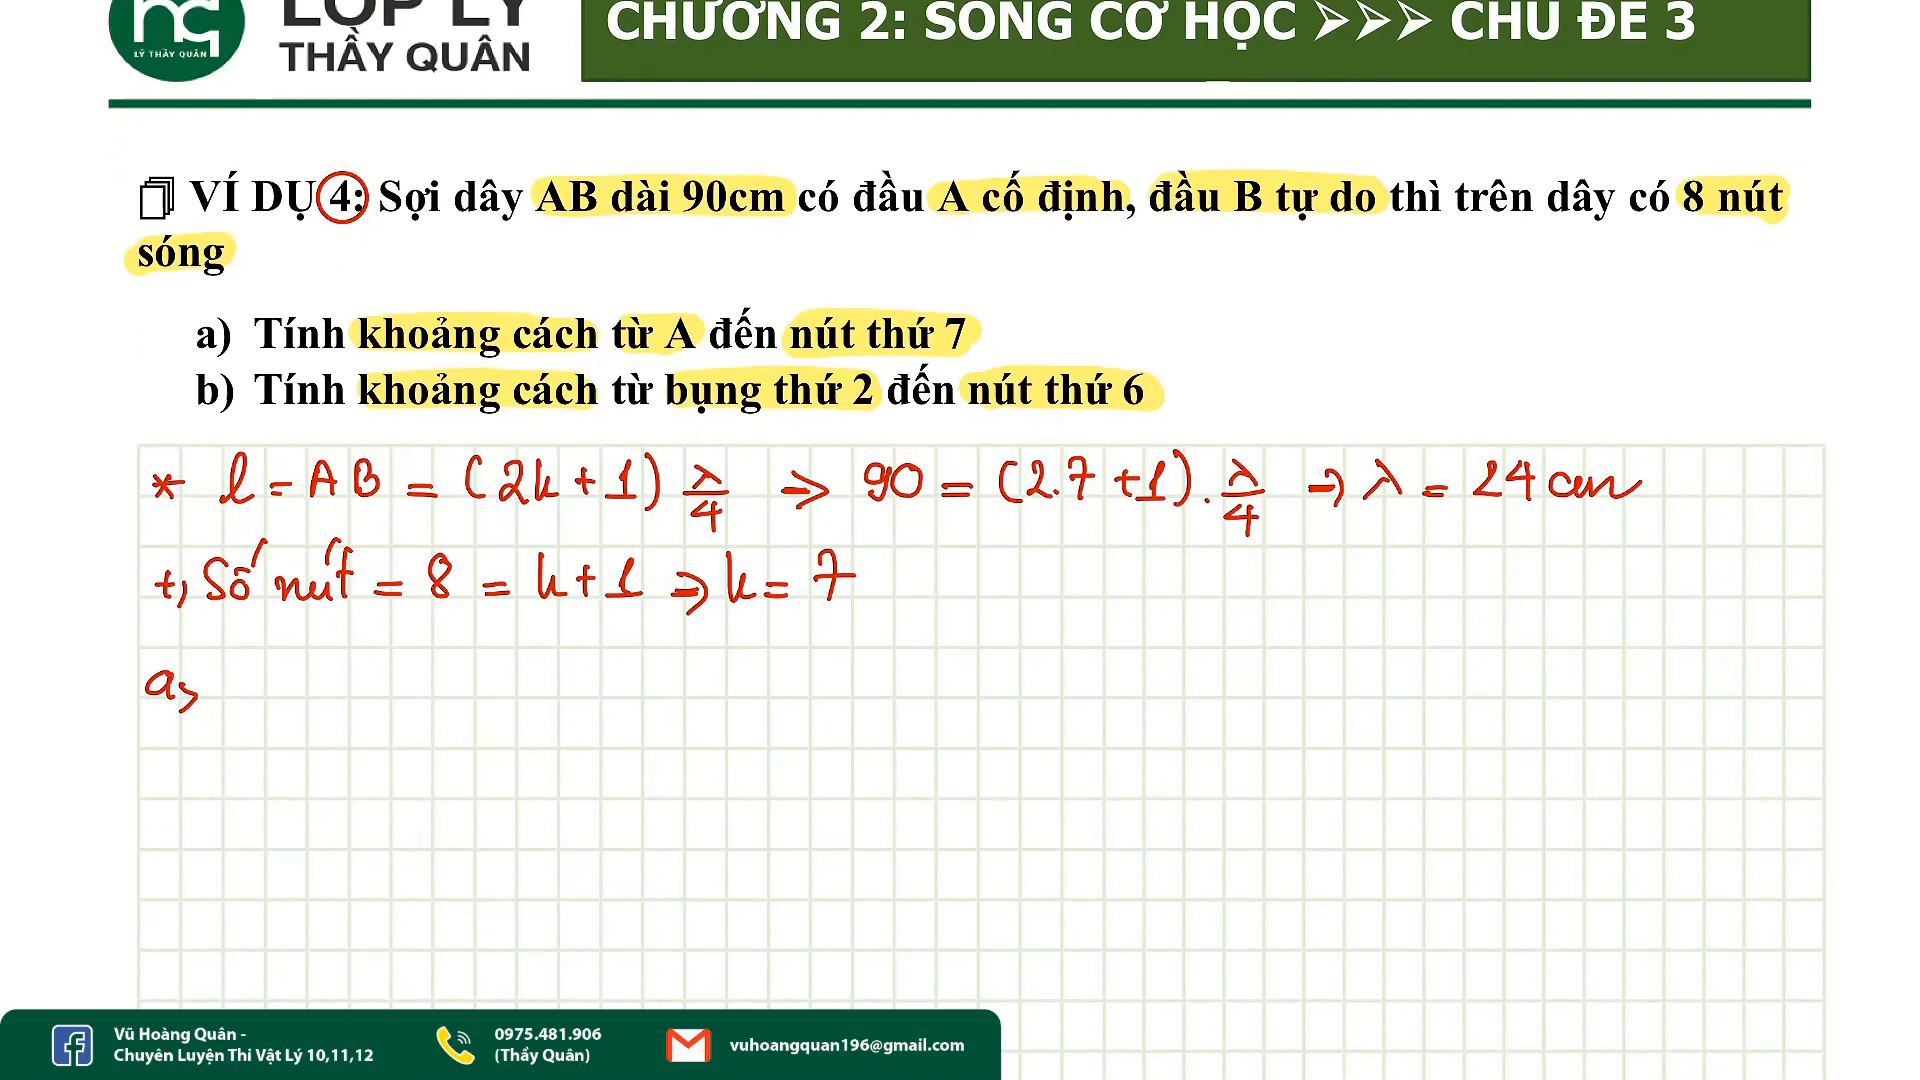 LÝ THẦY QUÂN
LỚP LÝ
THẦY QUÂN
CHƯƠNG 2: SÓNG CƠ HỌC ⮞⮞⮞ CHỦ ĐỀ 3
VÍ DỤ 4: Sợi dây AB dài 90cm có đầu A cố định, đầu B tự do thì trên dây có 8 nút
sóng
a) Tính khoảng cách từ A đến nút thứ 7
b) Tính khoảng cách từ bụng thứ 2 đến nút thứ 6
* l = AB = (2k+1) λ/4 => 90 = (2.7+1).λ/4 => λ = 24 cm
+, Số nút = 8 = k+1 => k = 7
a,
Vũ Hoàng Quân -
Chuyên Luyện Thi Vật Lý 10,11,12
0975.481.906
(Thầy Quân)
vuhoangquan196@gmail.com